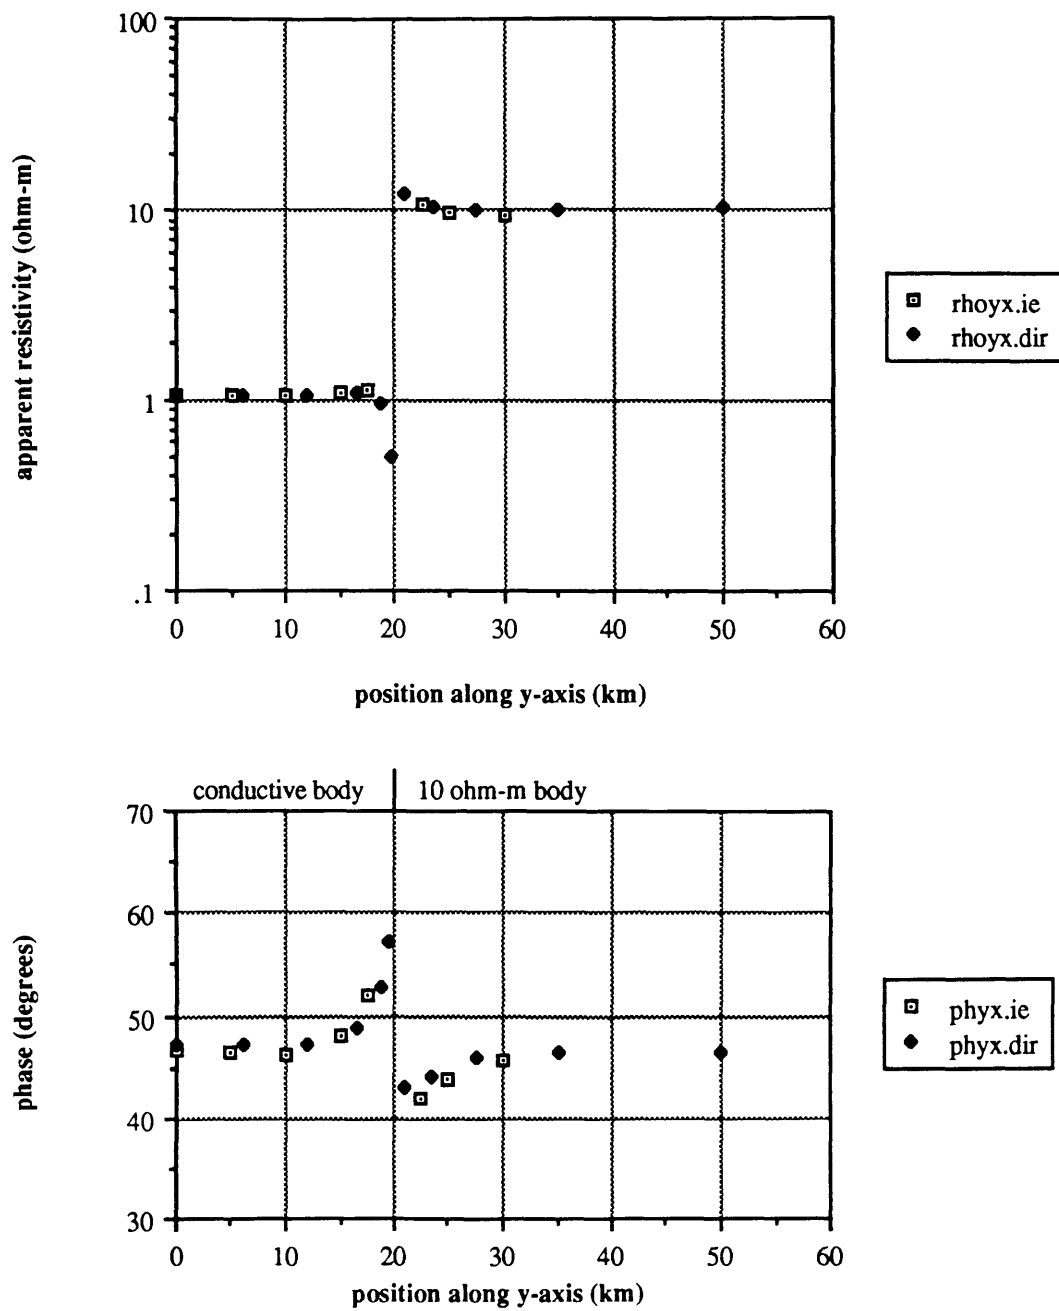 100
10
1
.1
apparent resistivity (ohm-m)
0 10 20 30 40 50 60
position along y-axis (km)
rhoyx.ie
rhoyx.dir
conductive body 10 ohm-m body
70
60
50
40
30
phase (degrees)
0 10 20 30 40 50 60
position along y-axis (km)
phyx.ie
phyx.dir